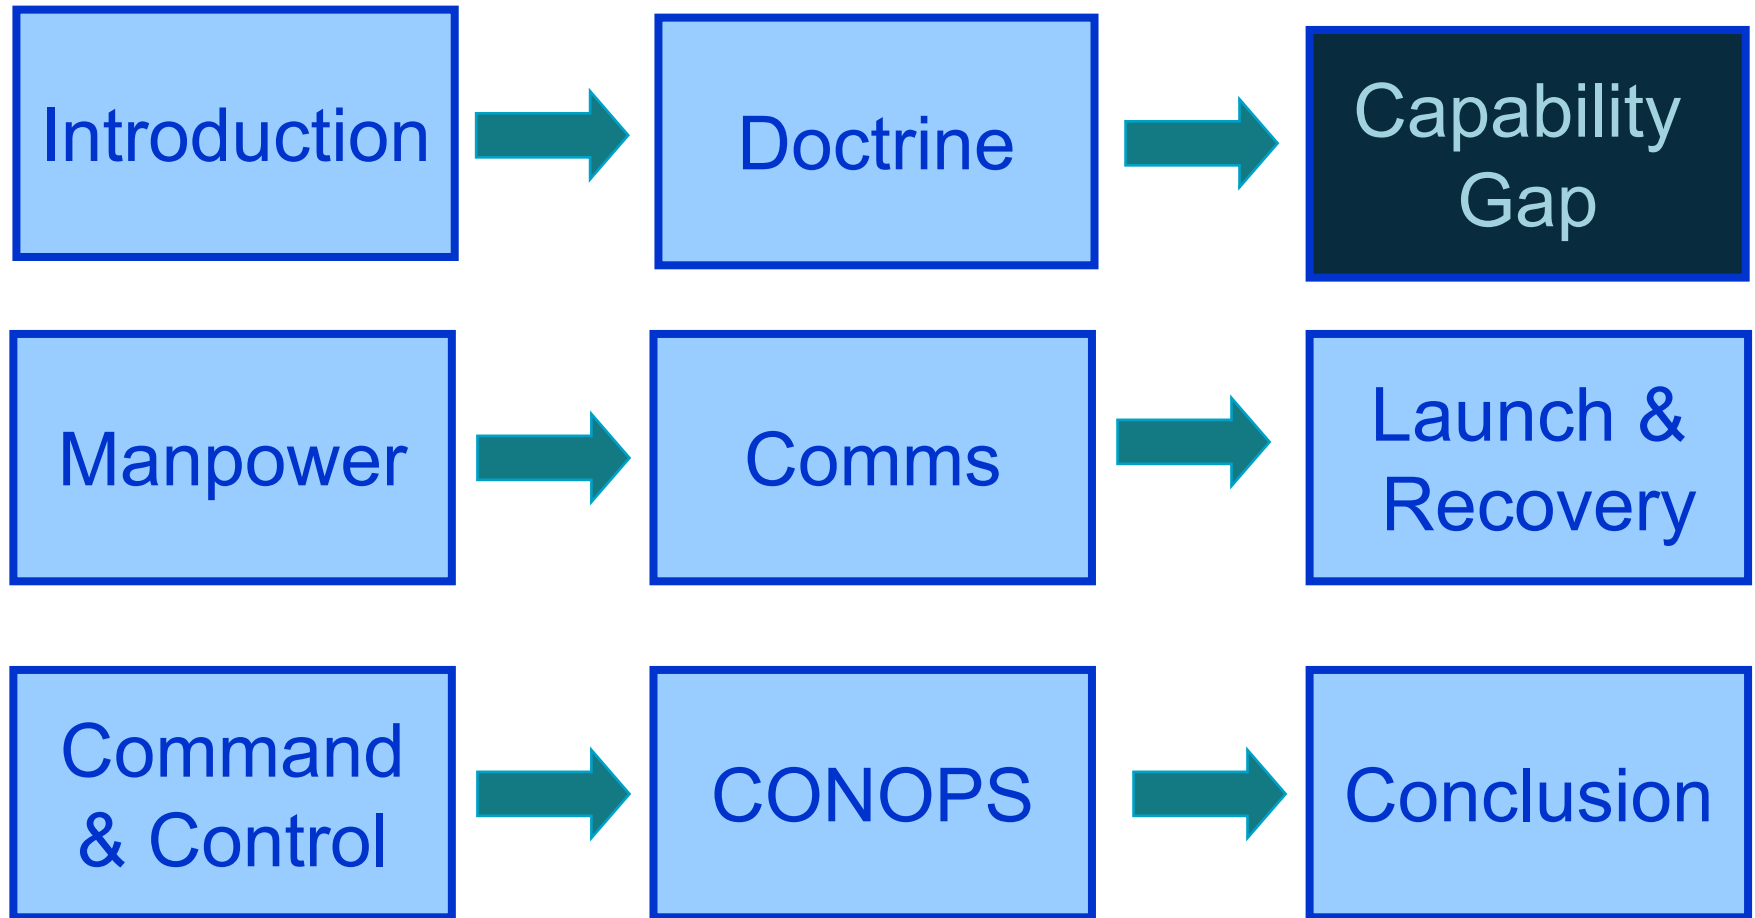 Introduction
Doctrine
Capability
Gap
Manpower
Comms
Launch &
Recovery
Command
& Control
CONOPS
Conclusion